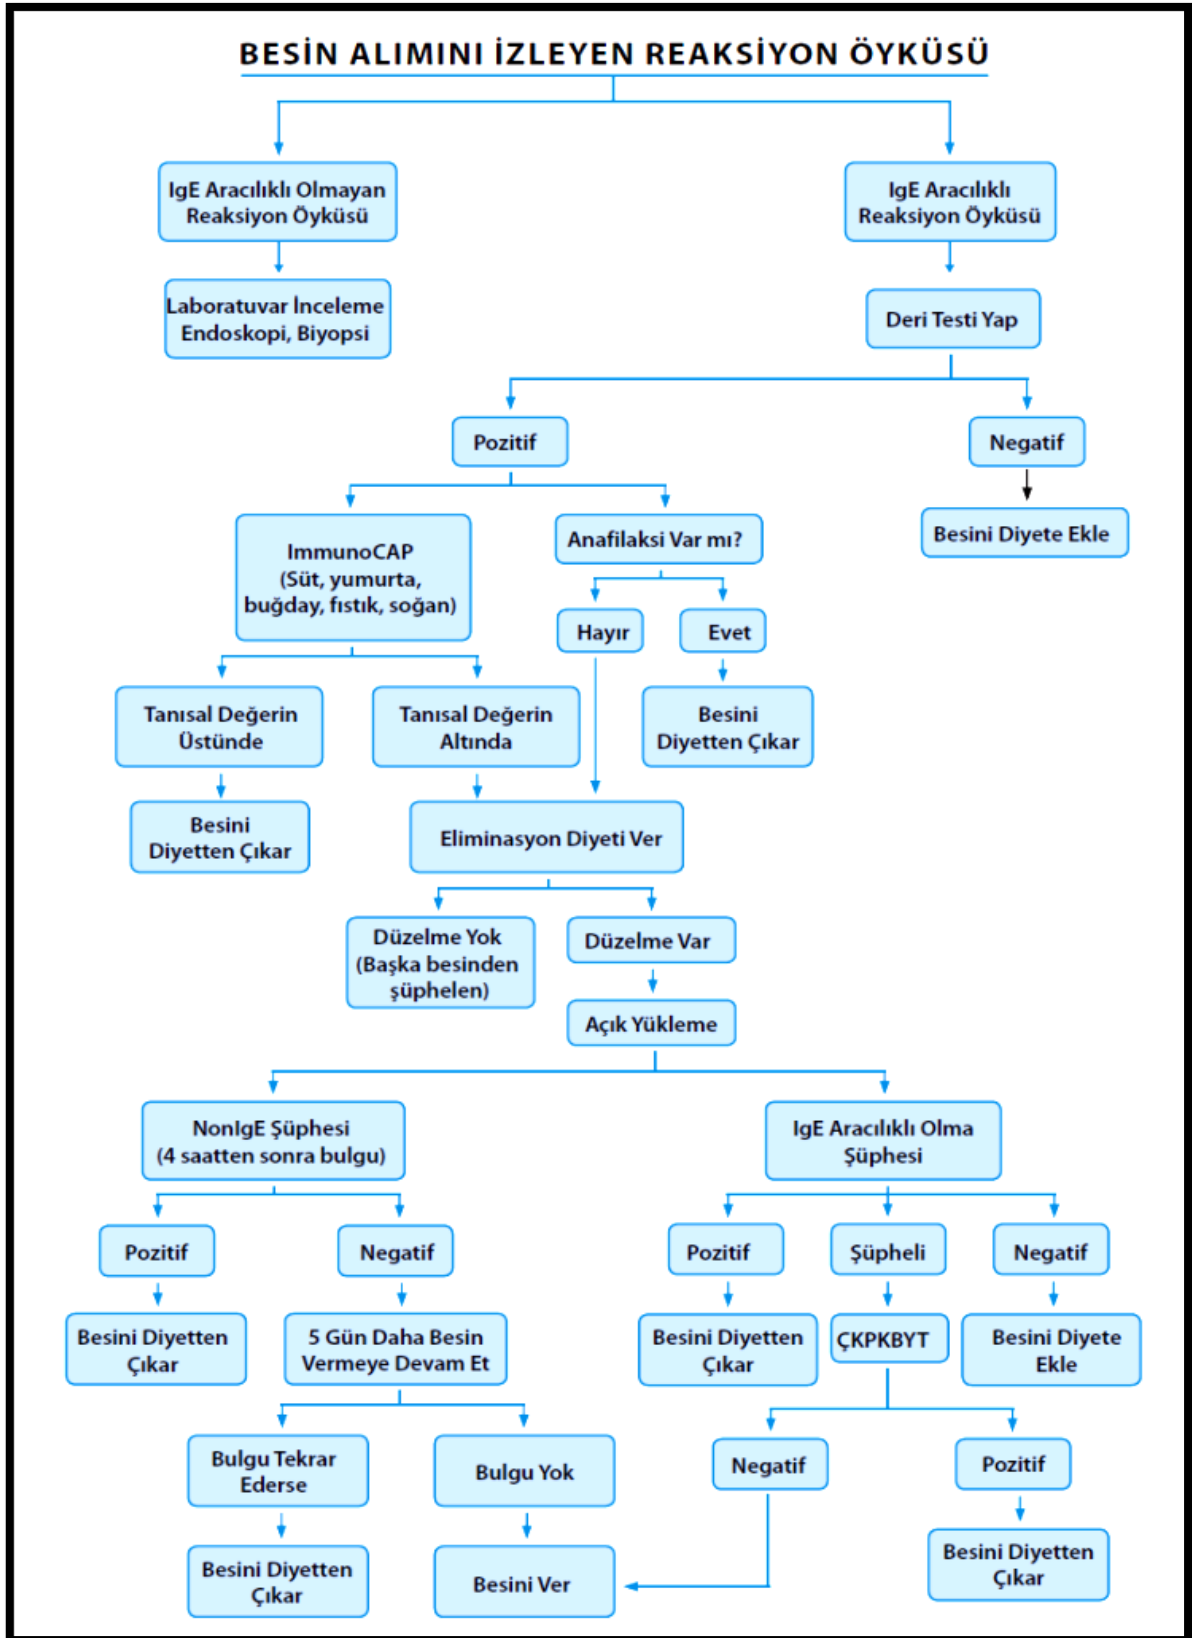 BESİN ALIMINI İZLEYEN REAKSİYON ÖYKÜSÜ
IgE Aracılıklı Olmayan
Reaksiyon Öyküsü
IgE Aracılıklı
Reaksiyon Öyküsü
Laboratuvar İnceleme
Endoskopi, Biyopsi
Deri Testi Yap
Pozitif
Negatif
ImmunoCAP
(Süt, yumurta,
buğday, fıstık, soğan)
Anafilaksi Var mı?
Besini Diyete Ekle
Hayır
Evet
Tanısal Değerin
Üstünde
Tanısal Değerin
Altında
Besini
Diyetten Çıkar
Besini
Diyetten Çıkar
Eliminasyon Diyeti Ver
Düzelme Yok
(Başka besinden
şüphelen)
Düzelme Var
Açık Yükleme
NonIgE Şüphesi
(4 saatten sonra bulgu)
IgE Aracılıklı Olma
Şüphesi
Pozitif
Negatif
Pozitif
Şüpheli
Negatif
Besini Diyetten
Çıkar
5 Gün Daha Besin
Vermeye Devam Et
Besini Diyetten
Çıkar
ÇKPKBYT
Besini Diyete
Ekle
Bulgu Tekrar
Ederse
Bulgu Yok
Negatif
Pozitif
Besini Diyetten
Çıkar
Besini Ver
Besini Diyetten
Çıkar